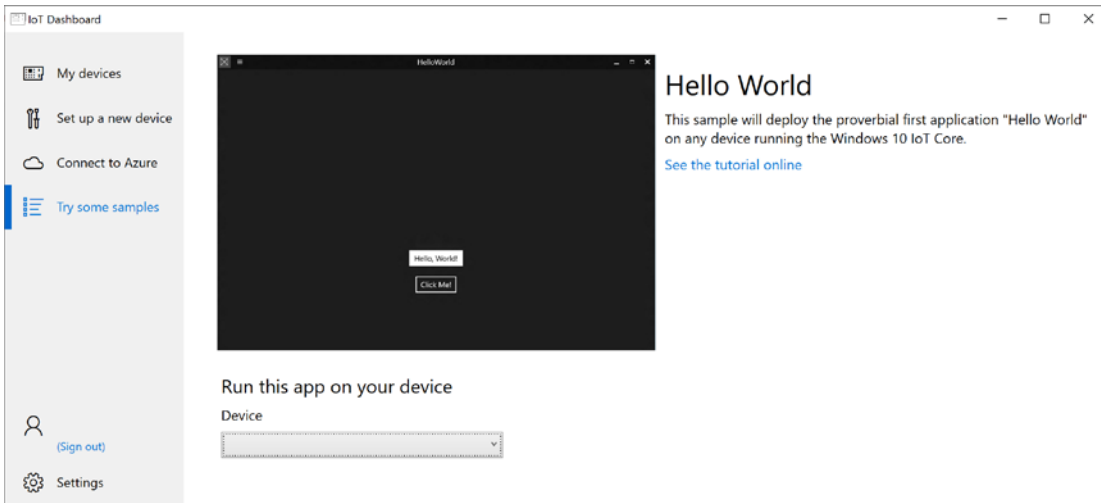 IoT Dashboard
My devices
Set up a new device
Connect to Azure
Try some samples
(Sign out)
Settings
HelloWorld
Hello, World!
Click Me!
Hello World
This sample will deploy the proverbial first application "Hello World"
on any device running the Windows 10 IoT Core.
See the tutorial online
Run this app on your device
Device